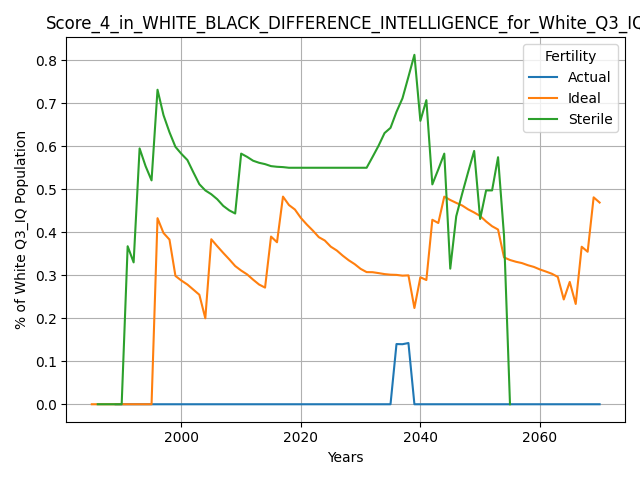 Score_4_in_WHITE_BLACK_DIFFERENCE_INTELLIGENCE_for_White_Q3_IQ
Fertility
Actual
Ideal
Sterile
% of White Q3_IQ Population
0.8
0.7
0.6
0.5
0.4
0.3
0.2
0.1
0.0
2000 2020 2040 2060
Years